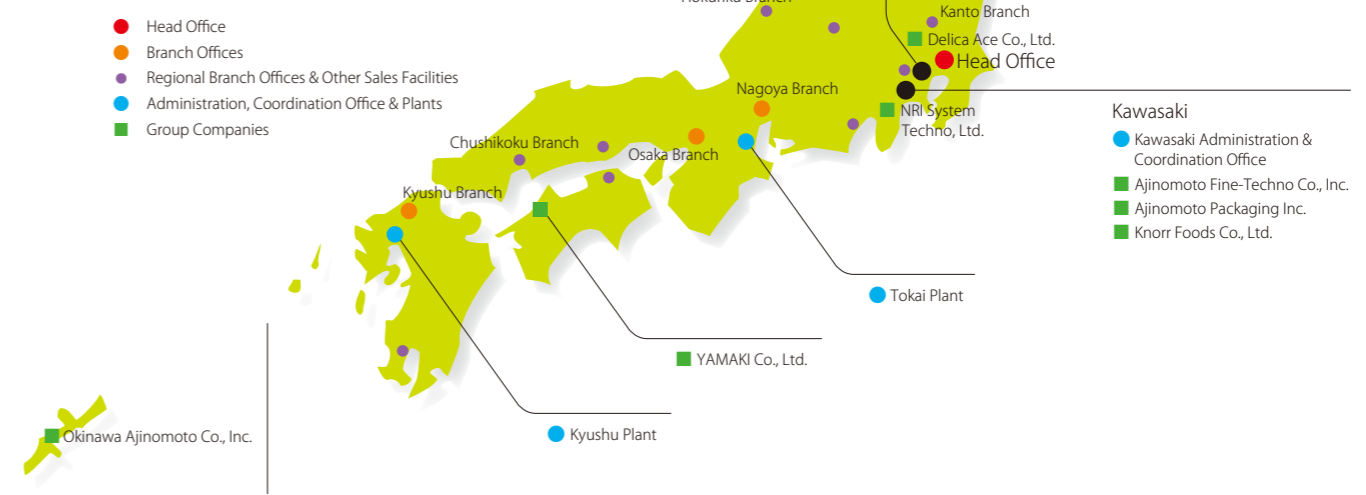 Head Office
Branch Offices
Regional Branch Offices & Other Sales Facilities
Administration, Coordination Office & Plants
Group Companies
Kanto Branch
Delica Ace Co., Ltd.
Head Office
Nagoya Branch
NRI System
Techno, Ltd.
Chushikoku Branch
Osaka Branch
Kyushu Branch
Kawasaki
Kawasaki Administration &
Coordination Office
Ajinomoto Fine-Techno Co., Inc.
Ajinomoto Packaging Inc.
Knorr Foods Co., Ltd.
Tokai Plant
YAMAKI Co., Ltd.
Kyushu Plant
Okinawa Ajinomoto Co., Inc.